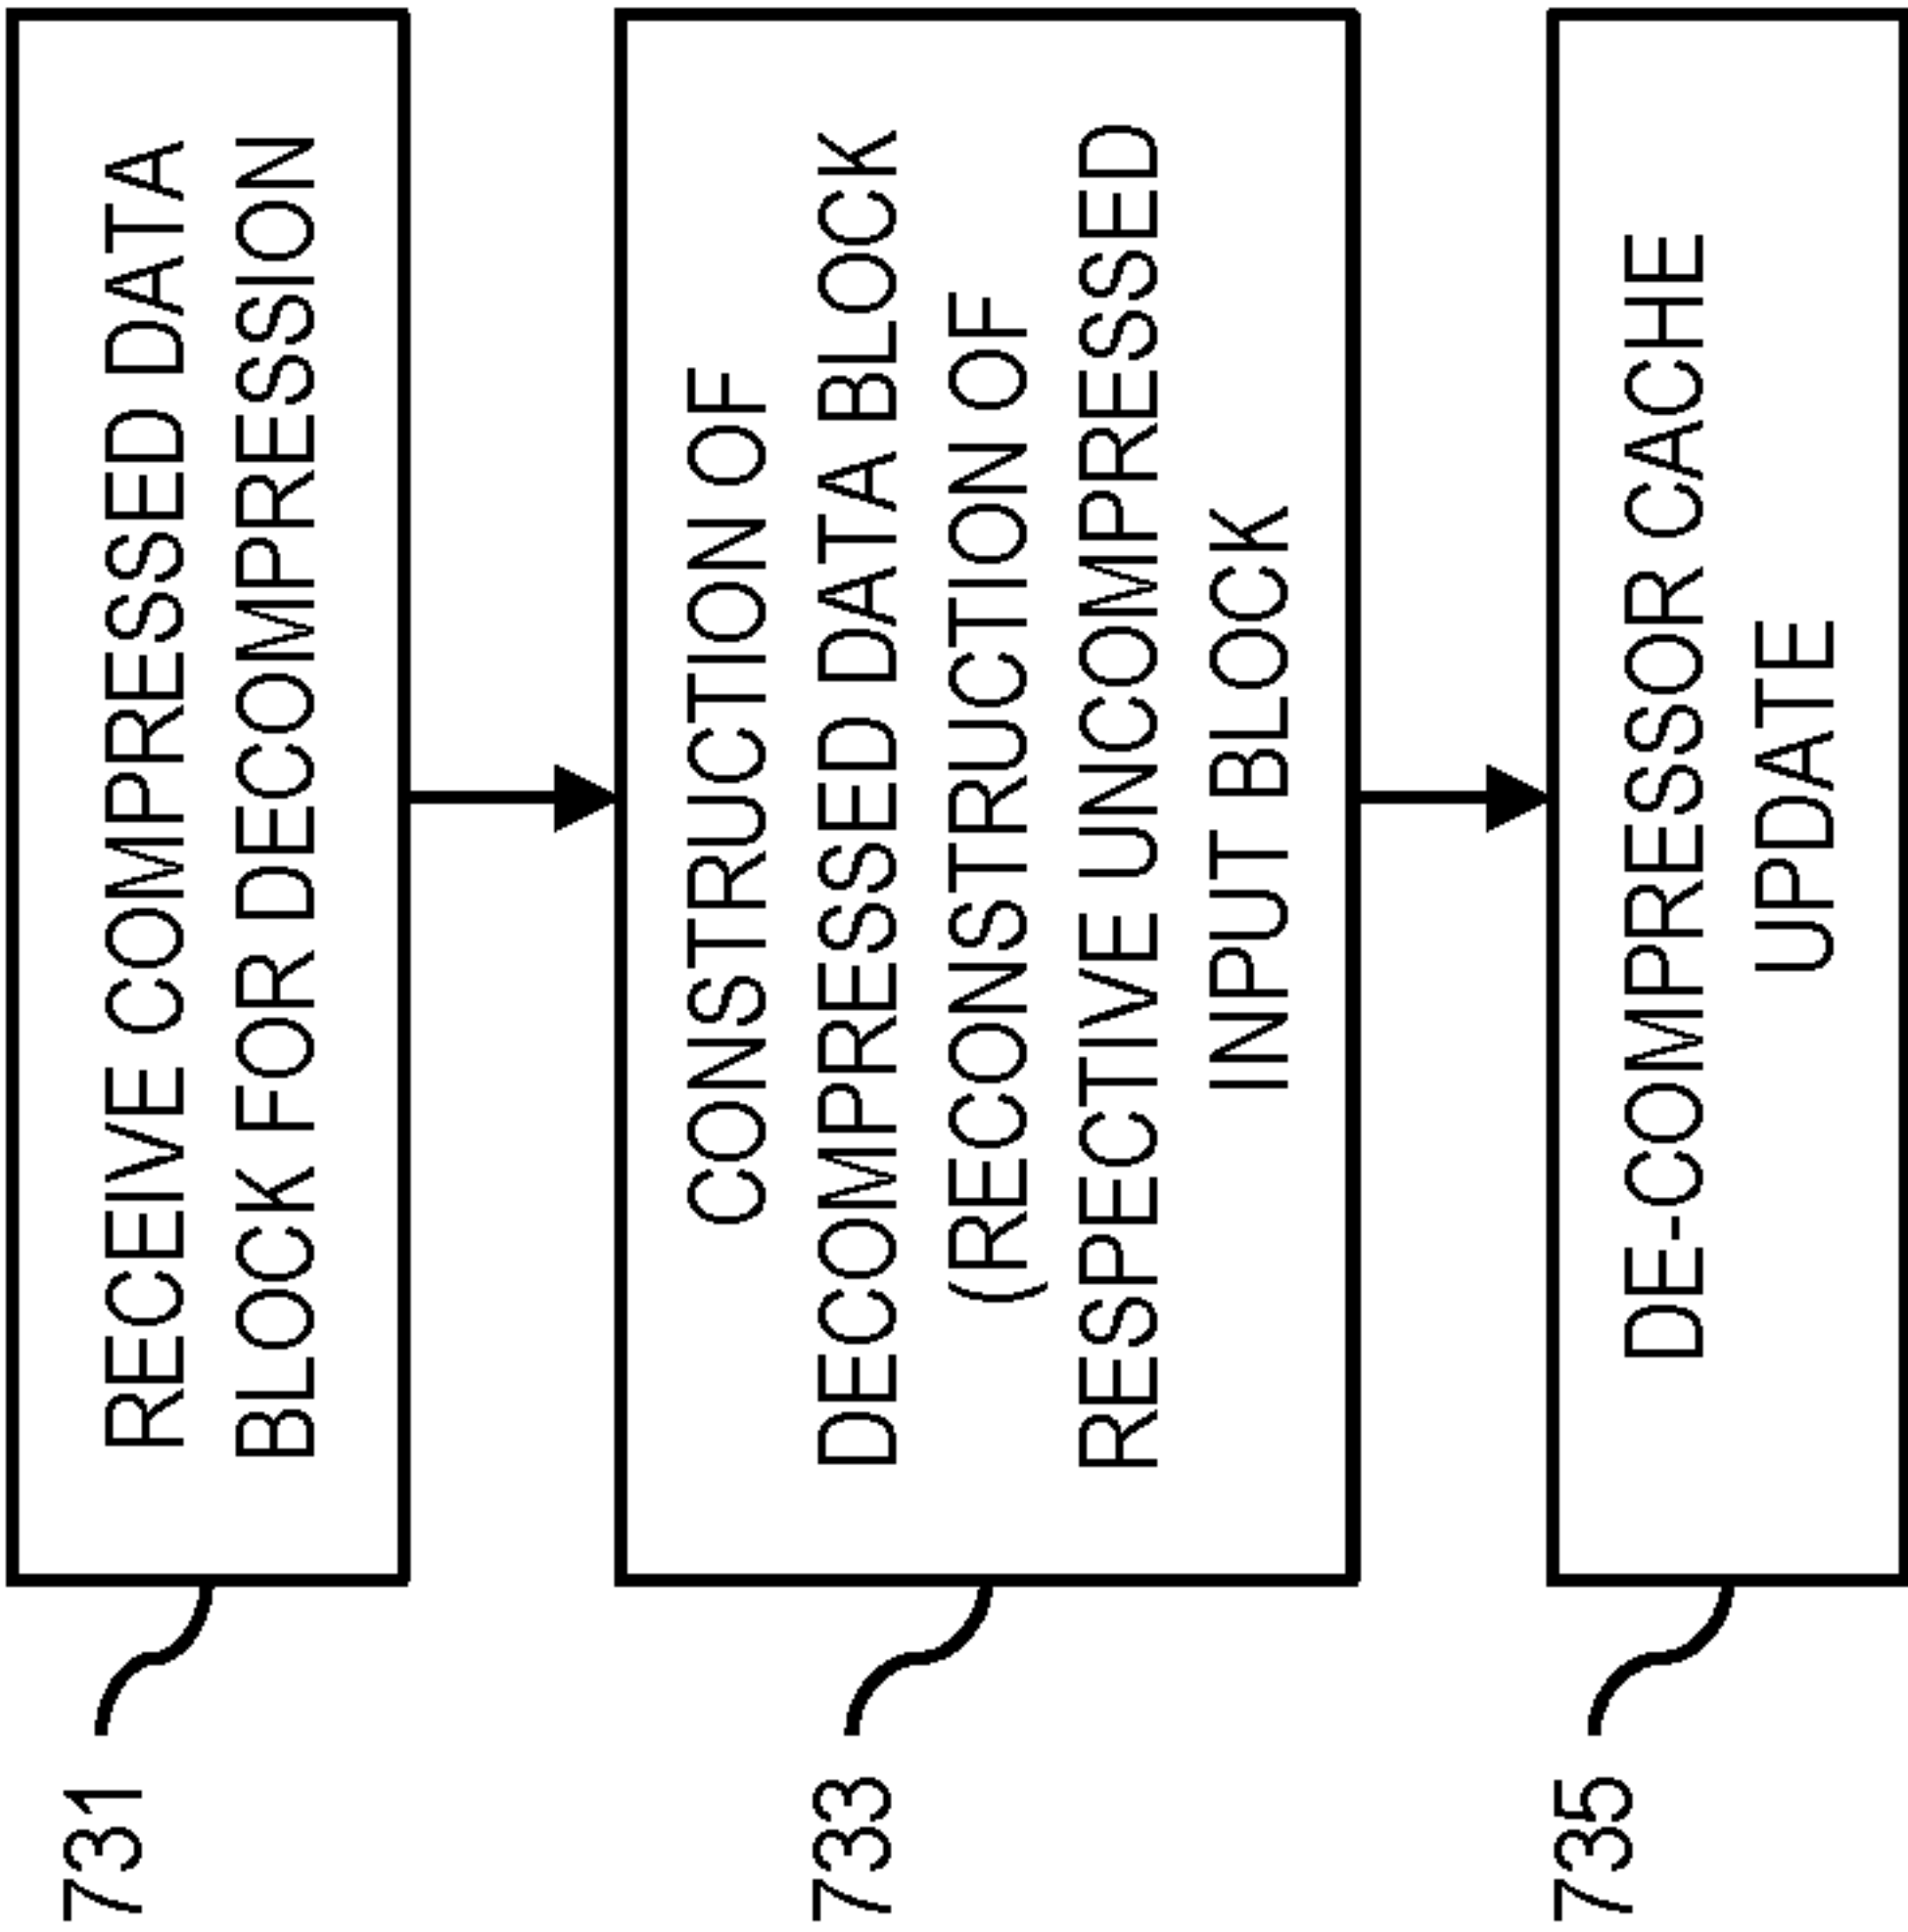 731
RECEIVE COMPRESSED DATA
BLOCK FOR DECOMPRESSION
733
CONSTRUCTION OF
DECOMPRESSED DATA BLOCK
(RECONSTRUCTION OF
RESPECTIVE UNCOMPRESSED
INPUT BLOCK
735
DE-COMPRESSOR CACHE
UPDATE